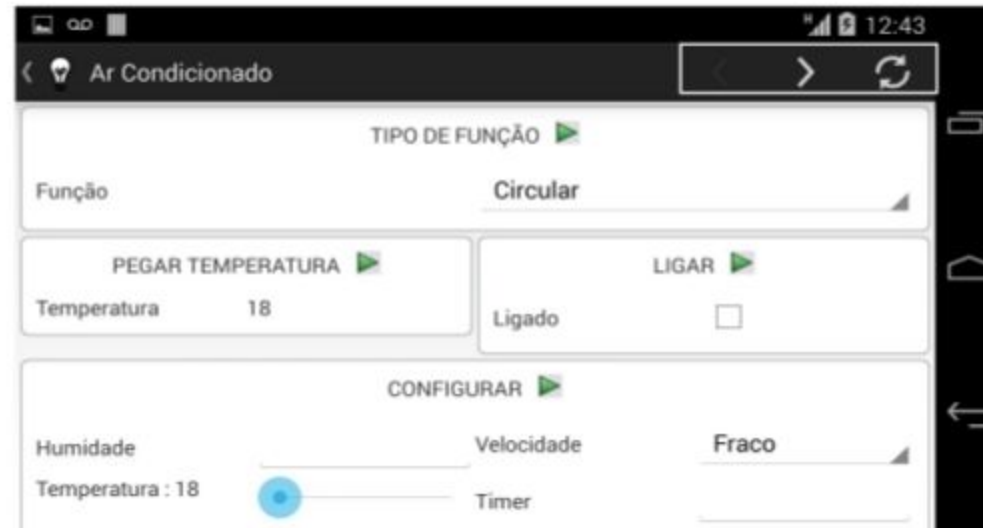 H 12:43
Ar Condicionado
TIPO DE FUNÇÃO
Função Circular
PEGAR TEMPERATURA
Temperatura 18
LIGAR
Ligado
CONFIGURAR
Humidade
Velocidade Fraco
Temperatura : 18
Timer